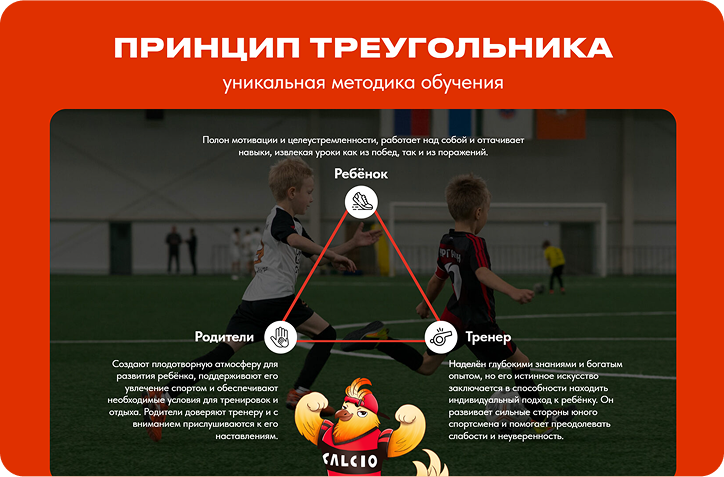 ПРИНЦИП ТРЕУГОЛЬНИКА
уникальная методика обучения
Полон мотивации и целеустремленности, работает над собой и оттачивает
навыки, извлекая уроки как из побед, так и из поражений.
Ребёнок
Родители
Создают плодотворную атмосферу для
развития ребёнка, поддерживают его
увлечение спортом и обеспечивают
необходимые условия для тренировок и
отдыха. Родители доверяют тренеру и с
вниманием прислушиваются к его
наставлениям.
Тренер
Наделён глубокими знаниями и богатым
опытом, но его истинное искусство
заключается в способности находить
индивидуальный подход к ребёнку. Он
развивает сильные стороны юного
спортсмена и помогает преодолевать
слабости и неуверенность.
CALCIO